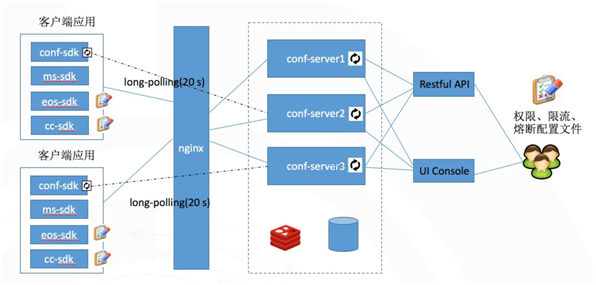 客户端应用
conf-sdk
ms-sdk
eos-sdk
cc-sdk
客户端应用
conf-sdk
ms-sdk
eos-sdk
cc-sdk
long-polling(20 s)
long-polling(20 s)
nginx
conf-server1
conf-server2
conf-server3
Restful API
UI Console
权限、限流、
熔断配置文件